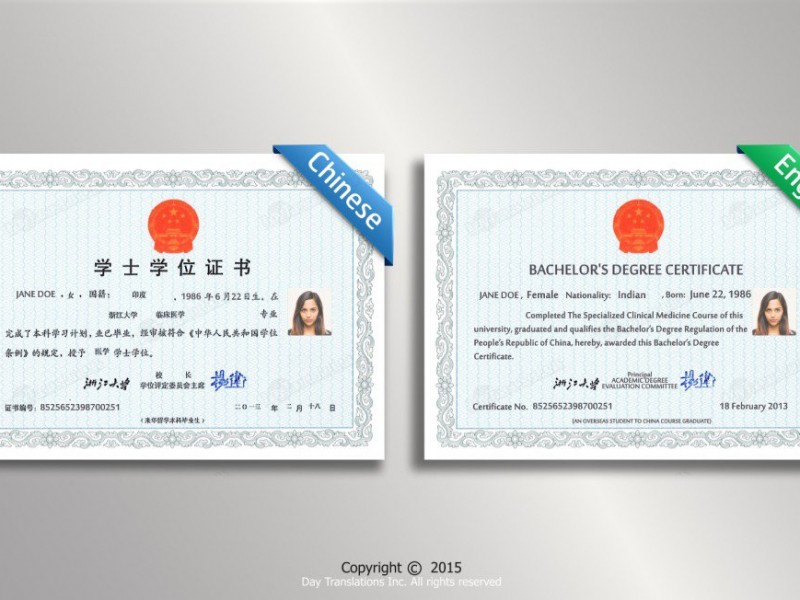 Chinese
学士学位证书
JANE DOE , 女 , 国籍: 印度 , 1986 年 6 月 22 日生。在
浙江大学 临床医学 专业
完成了本科学习计划, 业已毕业, 经审核符合《中华人民共和国学位
条例》的规定, 授予 医学 学士学位。
浙江大学
校 长
学位评定委员会主席
证书编号: 8525652398700251
二〇一三 年 二 月 十八 日
(来华留学本科毕业生)
Eng
BACHELOR'S DEGREE CERTIFICATE
JANE DOE , Female Nationality: Indian , Born: June 22, 1986
Completed The Specialized Clinical Medicine Course of this
university, graduated and qualifies the Bachelor's Degree Regulation of the
People's Republic of China, hereby, awarded this Bachelor's Degree
Certificate.
浙江大学
Principal
ACADEMIC DEGREE
EVALUATION COMMITTEE
Certificate No. 8525652398700251
18 February 2013
(AN OVERSEAS STUDENT TO CHINA COURSE GRADUATE)
Copyright © 2015
Day Translations Inc. All rights reserved